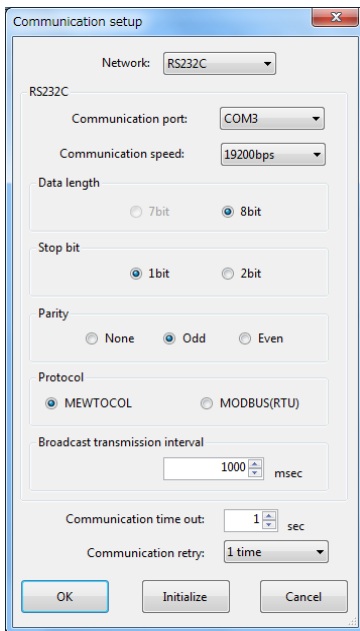 Communication setup
Network: RS232C
RS232C
Communication port: COM3
Communication speed: 19200bps
Data length
7bit 8bit
Stop bit
1bit 2bit
Parity
None Odd Even
Protocol
MEWTOCOL MODBUS(RTU)
Broadcast transmission interval
1000 msec
Communication time out: 1 sec
Communication retry: 1 time
OK Initialize Cancel